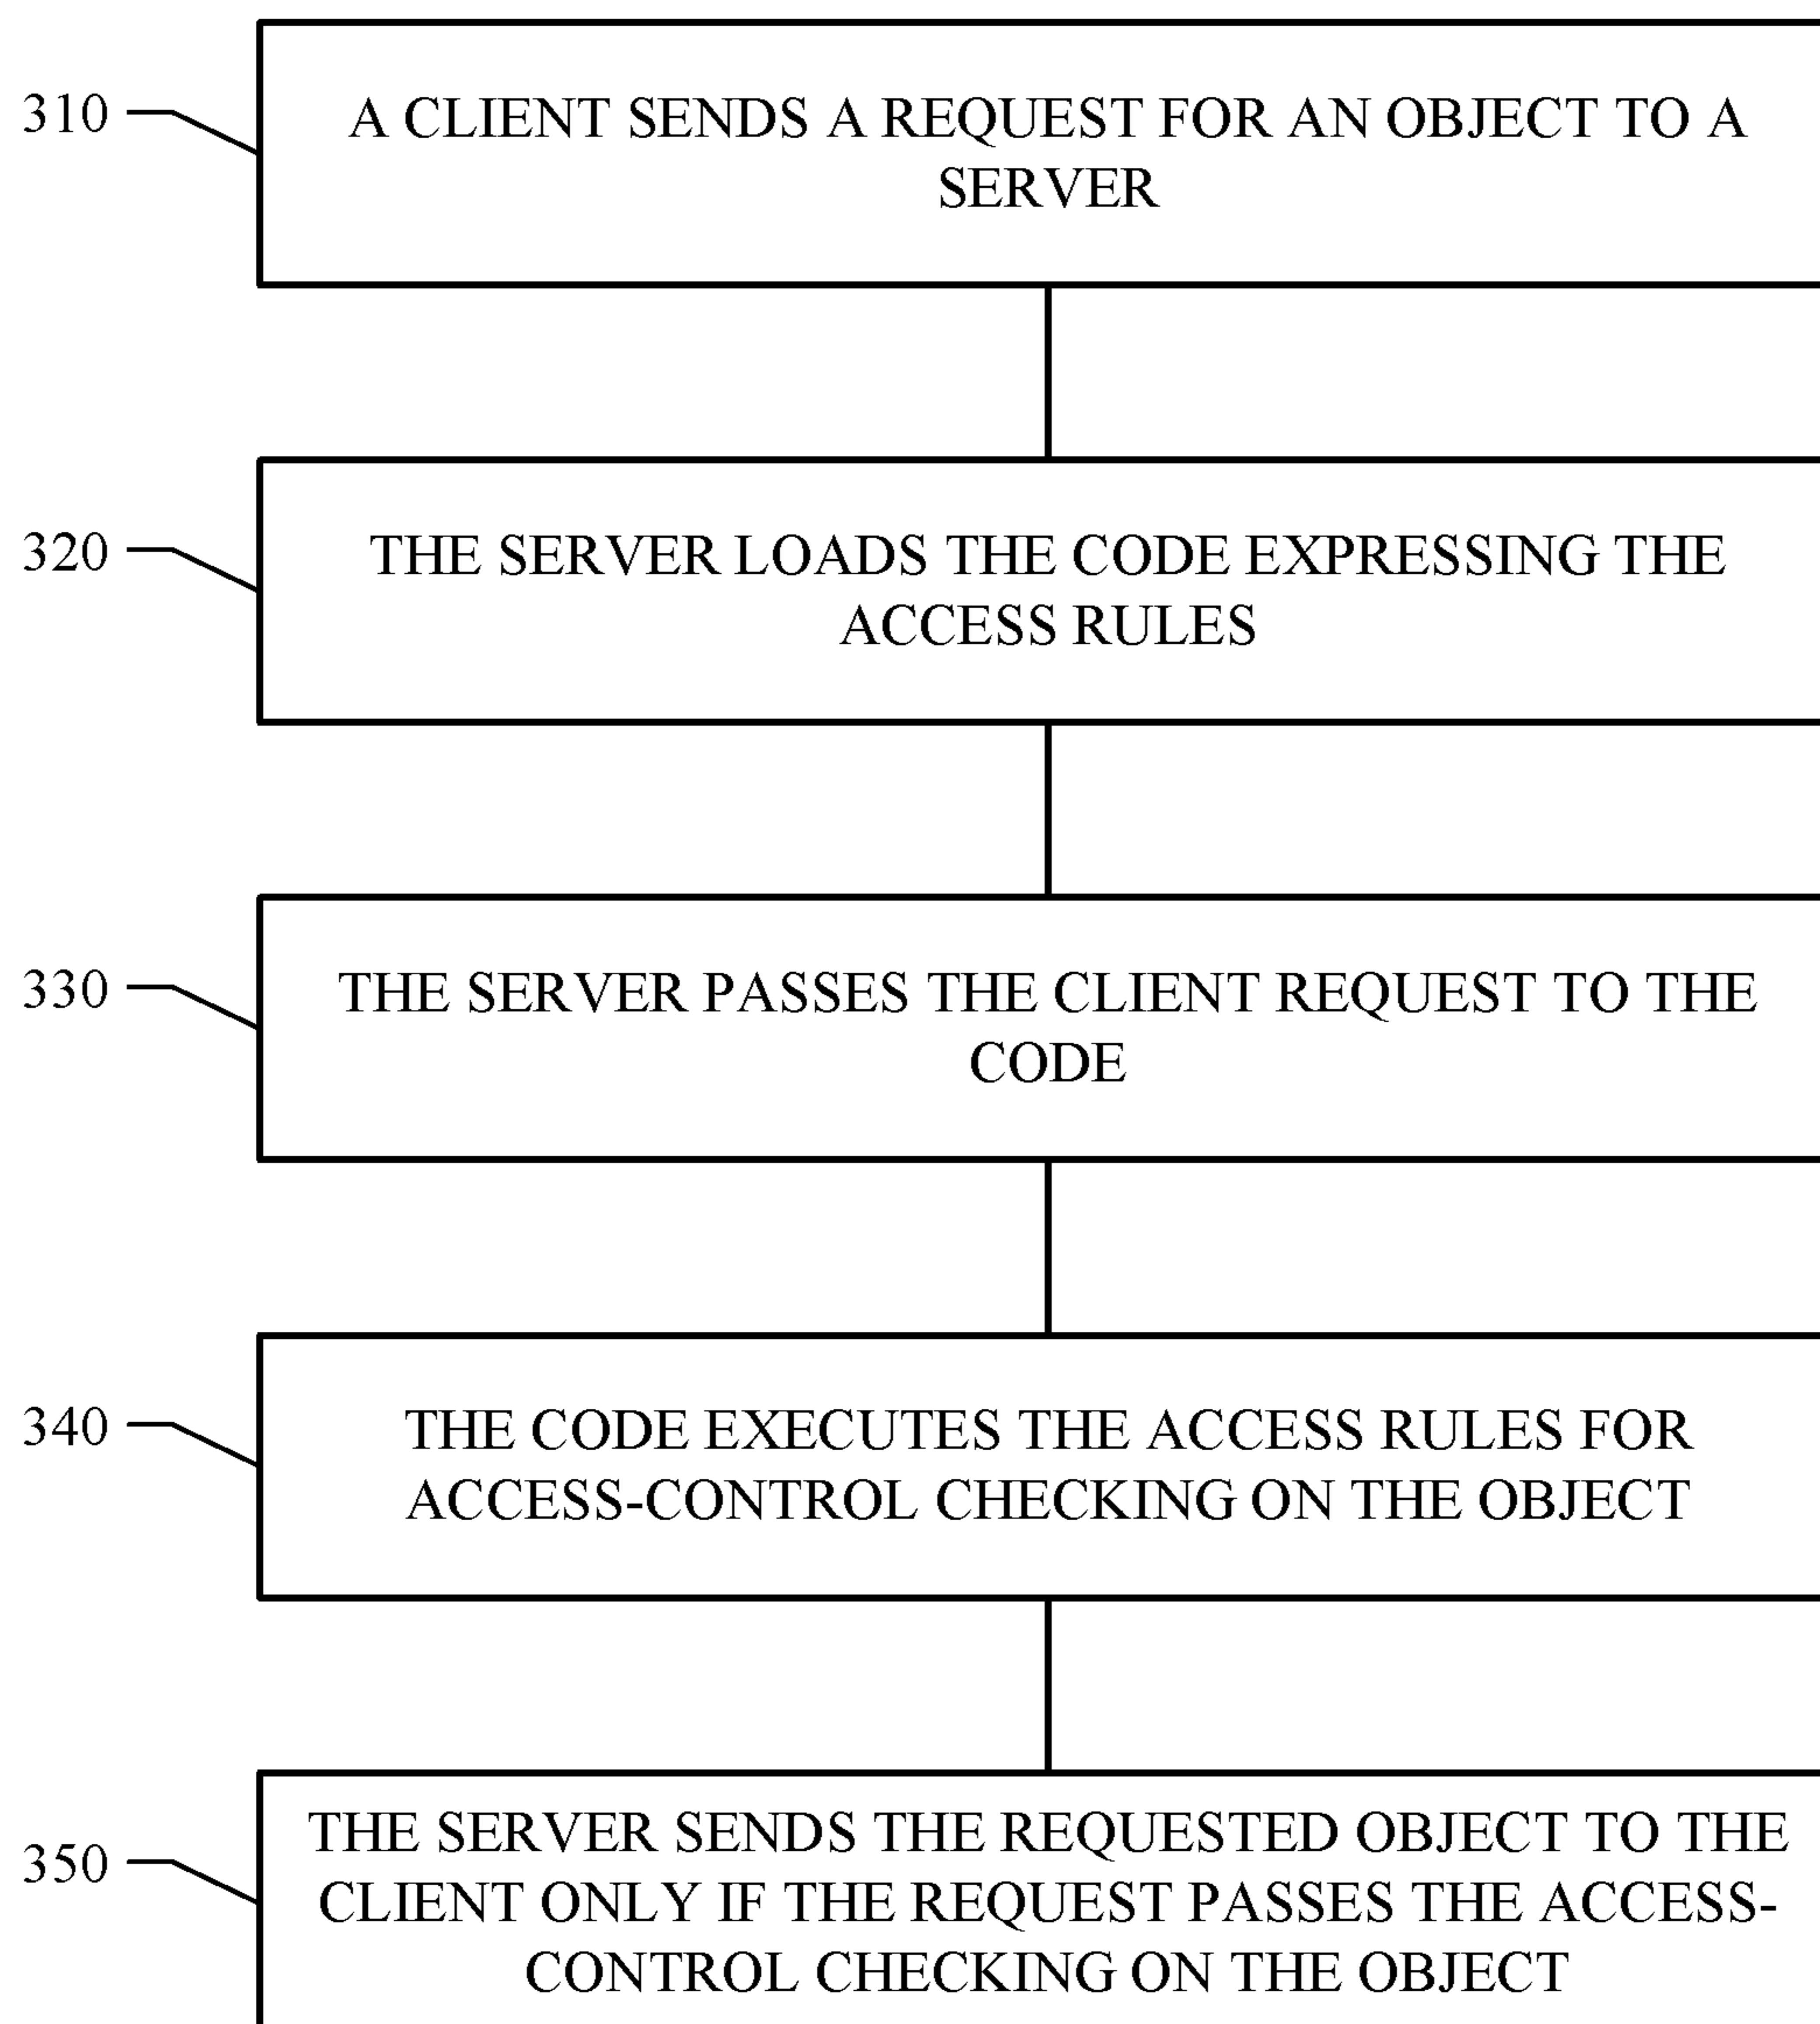 310
A CLIENT SENDS A REQUEST FOR AN OBJECT TO A
SERVER
320
THE SERVER LOADS THE CODE EXPRESSING THE
ACCESS RULES
330
THE SERVER PASSES THE CLIENT REQUEST TO THE
CODE
340
THE CODE EXECUTES THE ACCESS RULES FOR
ACCESS-CONTROL CHECKING ON THE OBJECT
350
THE SERVER SENDS THE REQUESTED OBJECT TO THE
CLIENT ONLY IF THE REQUEST PASSES THE ACCESS-
CONTROL CHECKING ON THE OBJECT